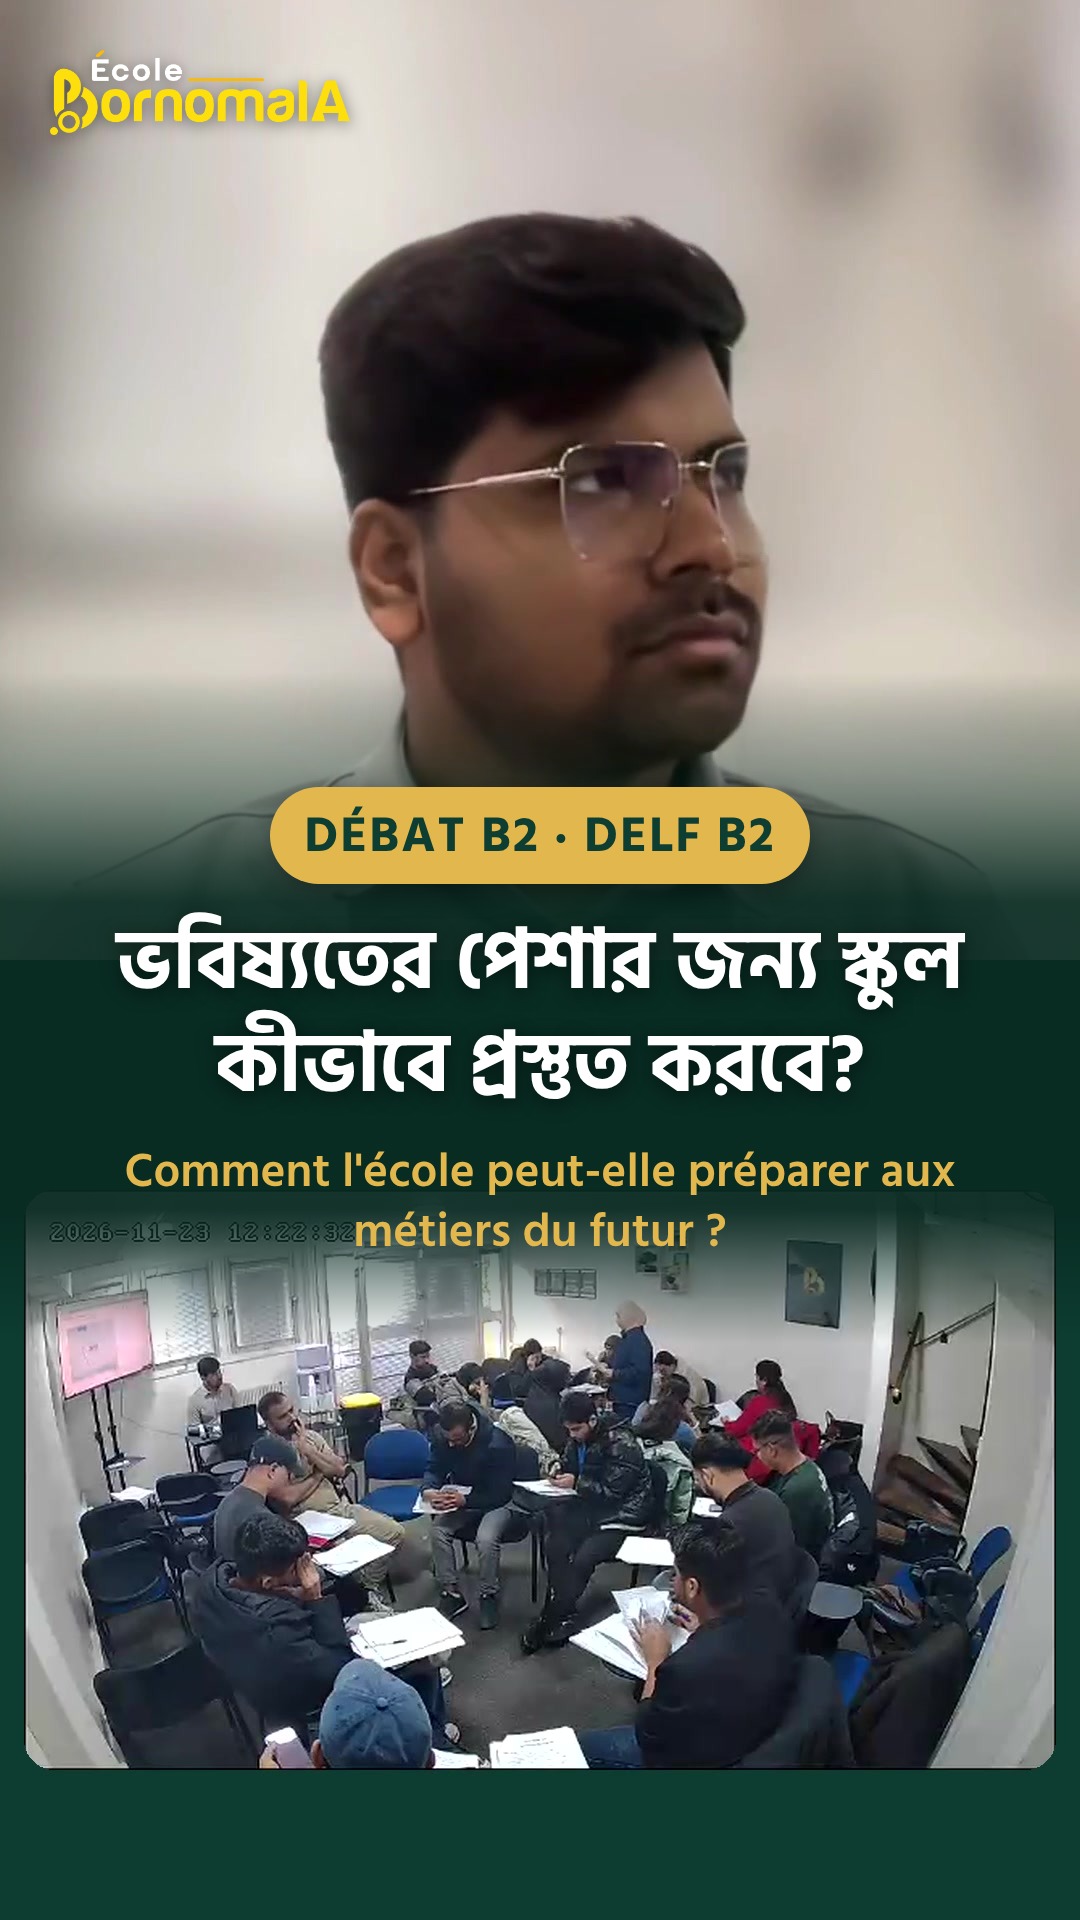 École
BornomalA
DÉBAT B2 · DELF B2
ভবিষ্যতের পেশার জন্য স্কুল
কীভাবে প্রস্তুত করবে?
Comment l'école peut-elle préparer aux
métiers du futur ?
2026-11-23 12:22:32